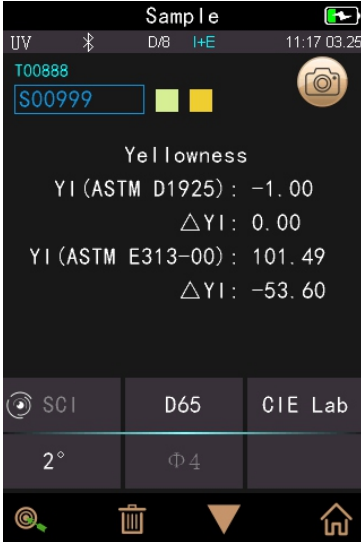 Sample
UV D/8 I+E 11:17 03.25
T00888
S00999
Yellowness
YI(ASTM D1925): -1.00
△YI: 0.00
YI(ASTM E313-00): 101.49
△YI: -53.60
SCI D65 CIE Lab
2° Φ4